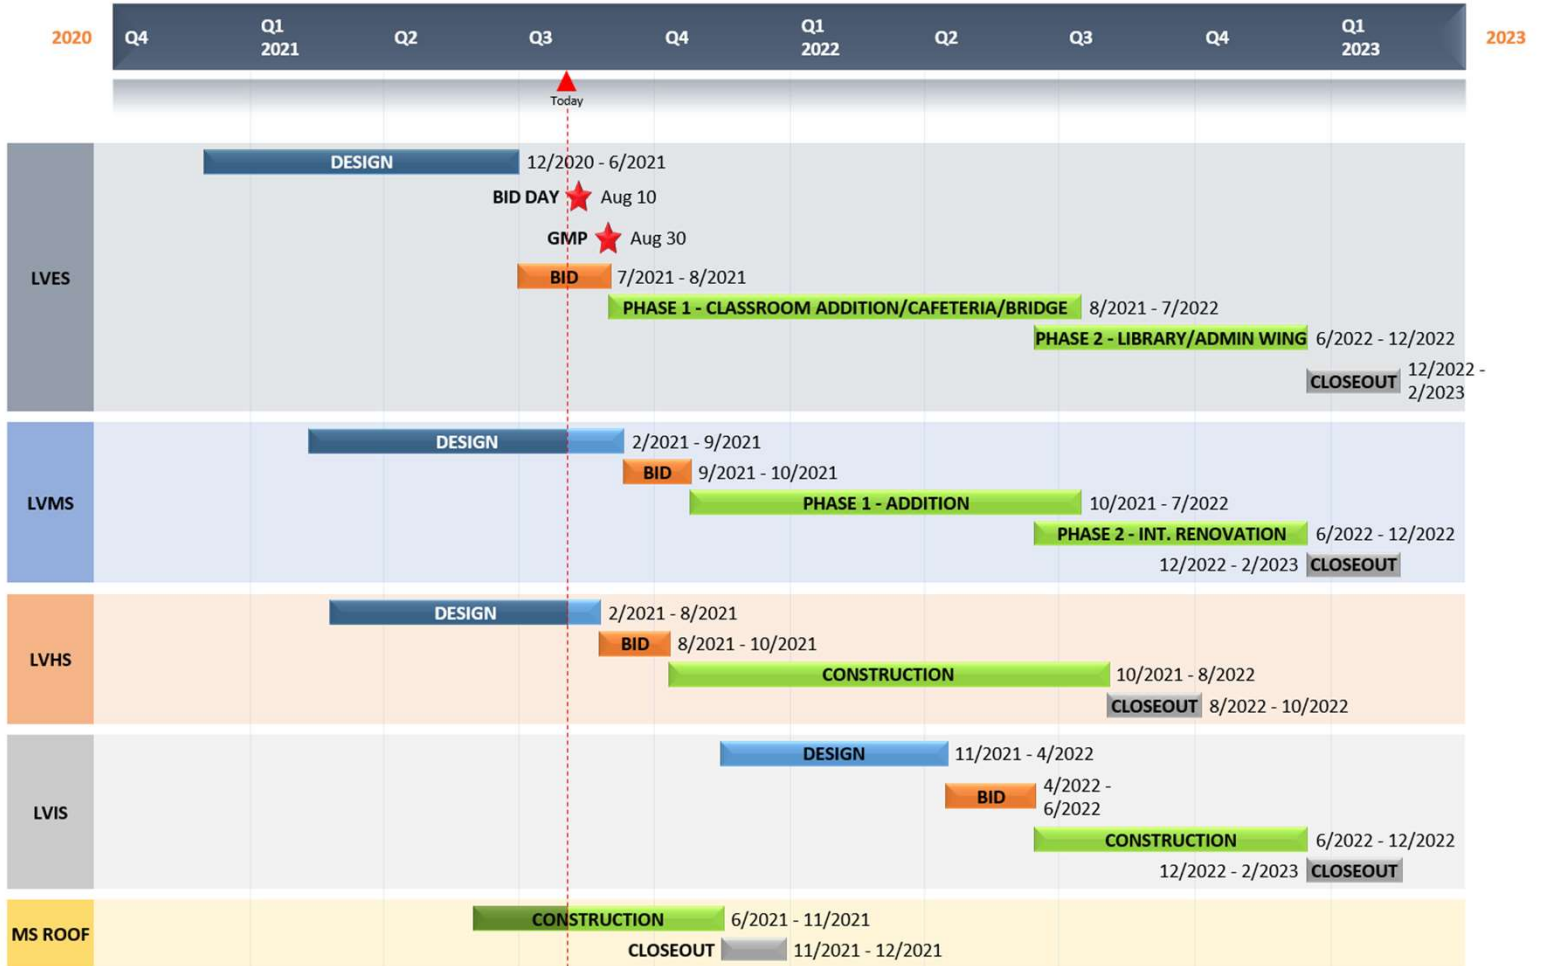 2020
Q4
Q1
2021
Q2
Q3
Q4
Q1
2022
Q2
Q3
Q4
Q1
2023
2023
Today
LVES
DESIGN 12/2020 - 6/2021
BID DAY Aug 10
GMP Aug 30
BID 7/2021 - 8/2021
PHASE 1 - CLASSROOM ADDITION/CAFETERIA/BRIDGE 8/2021 - 7/2022
PHASE 2 - LIBRARY/ADMIN WING 6/2022 - 12/2022
CLOSEOUT 12/2022 -
2/2023
LVMS
DESIGN 2/2021 - 9/2021
BID 9/2021 - 10/2021
PHASE 1 - ADDITION 10/2021 - 7/2022
PHASE 2 - INT. RENOVATION 6/2022 - 12/2022
12/2022 - 2/2023 CLOSEOUT
LVHS
DESIGN 2/2021 - 8/2021
BID 8/2021 - 10/2021
CONSTRUCTION 10/2021 - 8/2022
CLOSEOUT 8/2022 - 10/2022
LVIS
DESIGN 11/2021 - 4/2022
BID 4/2022 -
6/2022
CONSTRUCTION 6/2022 - 12/2022
12/2022 - 2/2023 CLOSEOUT
MS ROOF
CONSTRUCTION 6/2021 - 11/2021
CLOSEOUT 11/2021 - 12/2021